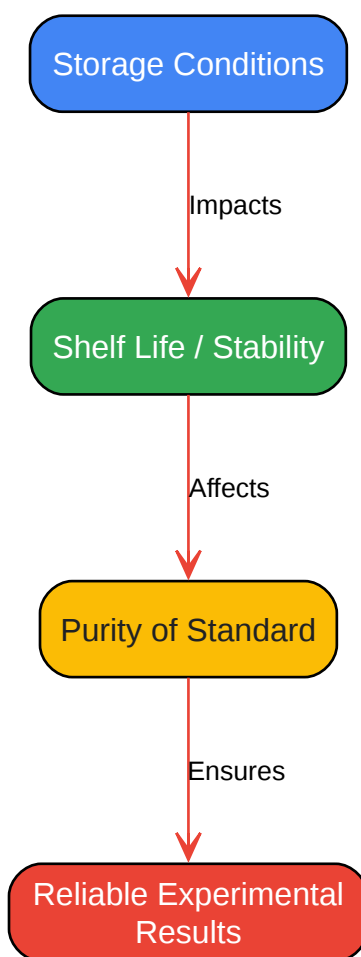 Storage Conditions
Impacts
Shelf Life / Stability
Affects
Purity of Standard
Ensures
Reliable Experimental
Results